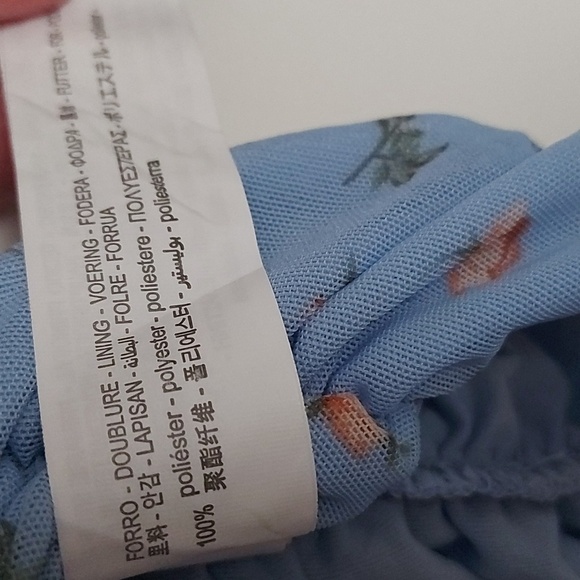 FORRO - DOUBLURE - LINING - VOERING - FODERA - ΦΟΔΡΑ - 裏地 - FUTTER - FOR
里料 - 안감 - LAPISAN - البطانة - FOLRE - FORRUA
100% poliéster - polyester - poliestere - ΠΟΛΥΕΣΤΕΡΑΣ - ポリエステル
聚酯纤维 - 폴리에스터 - بوليستر - poliesterra